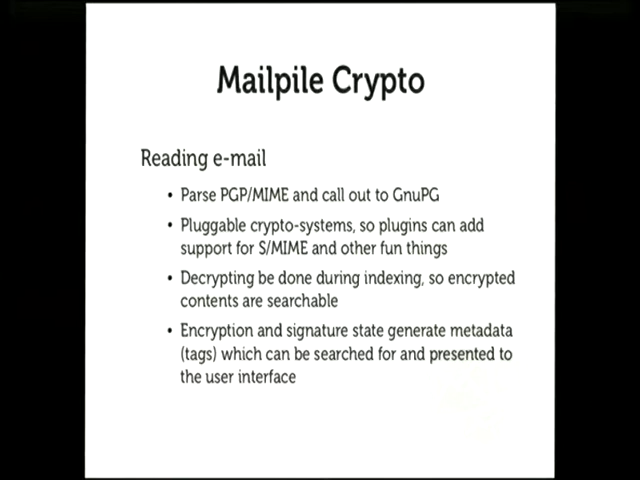 Mailpile Crypto
Reading e-mail
• Parse PGP/MIME and call out to GnuPG
• Pluggable crypto-systems, so plugins can add
support for S/MIME and other fun things
• Decrypting be done during indexing, so encrypted
contents are searchable
• Encryption and signature state generate metadata
(tags) which can be searched for and presented to
the user interface